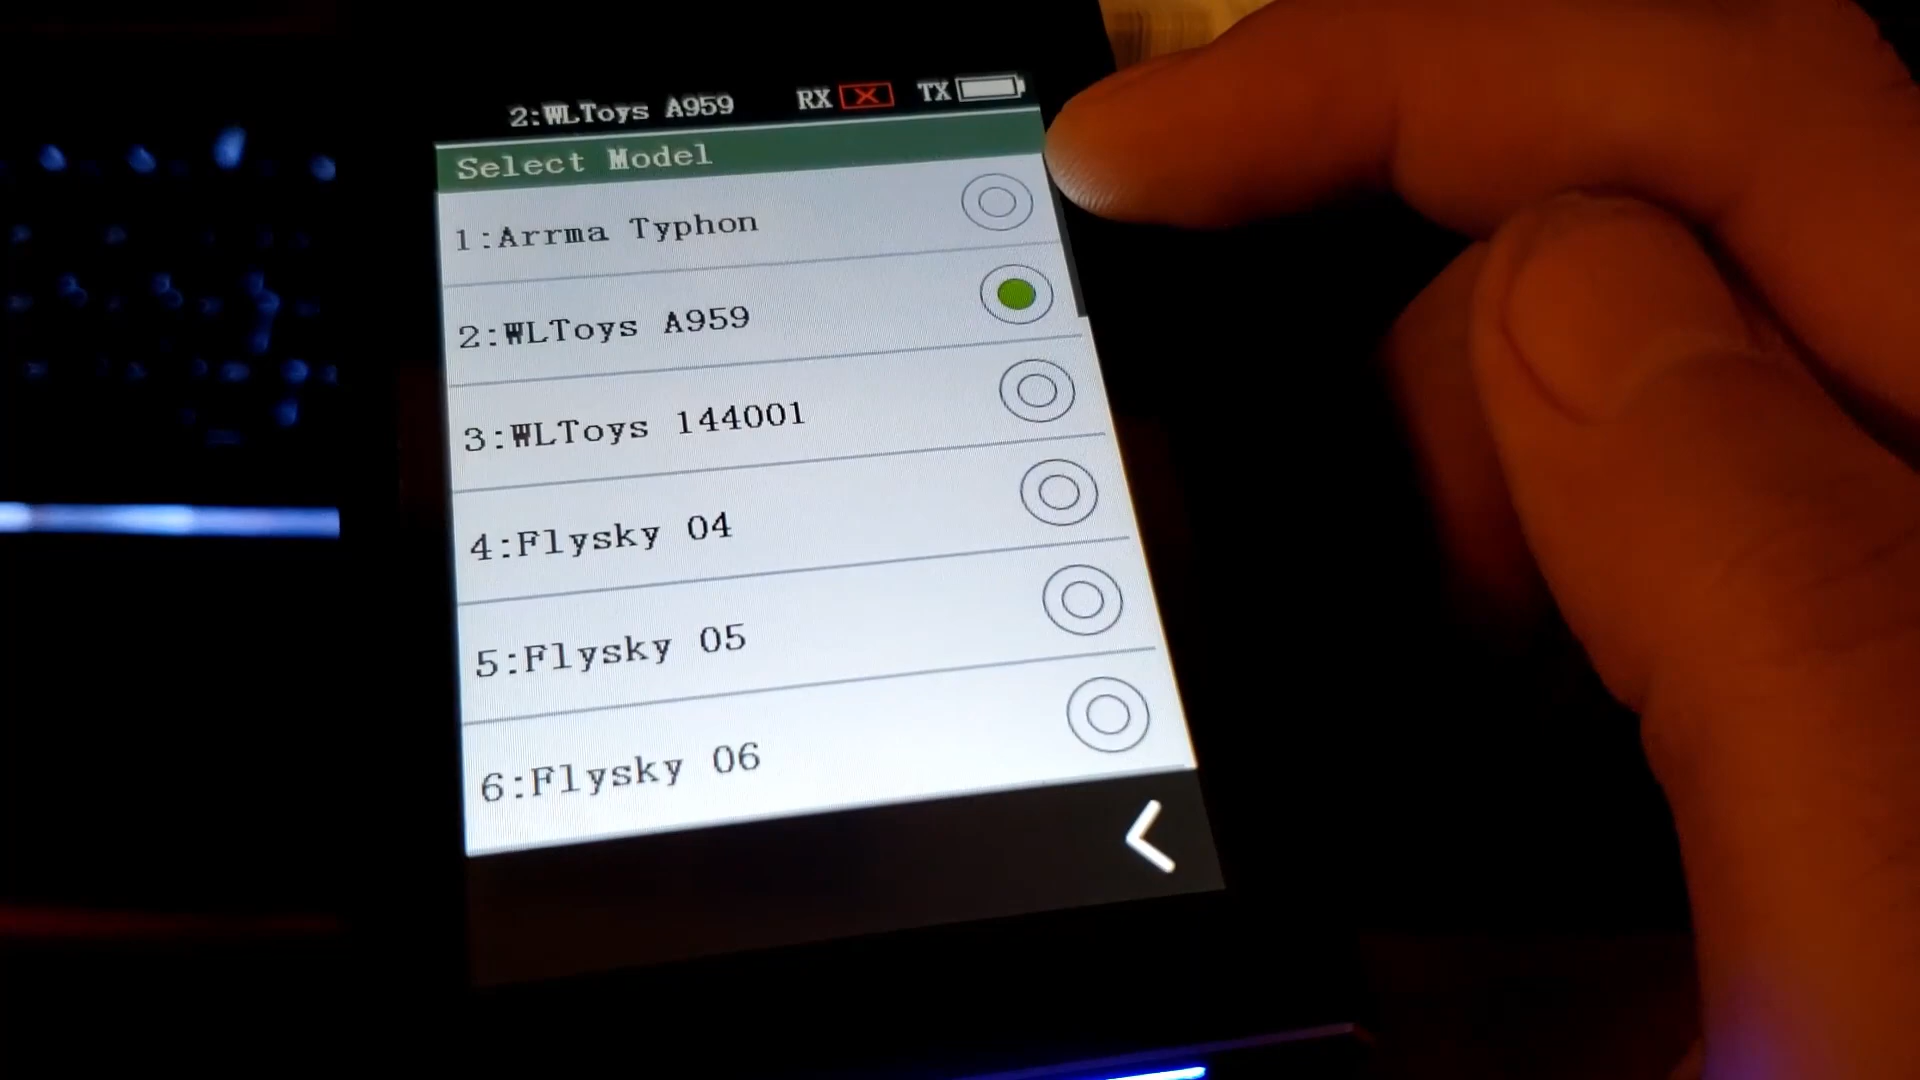 2:WLToys A959 RX TX
Select Model
1:Arrma Typhon
2:WLToys A959
3:WLToys 144001
4:Flysky 04
5:Flysky 05
6:Flysky 06